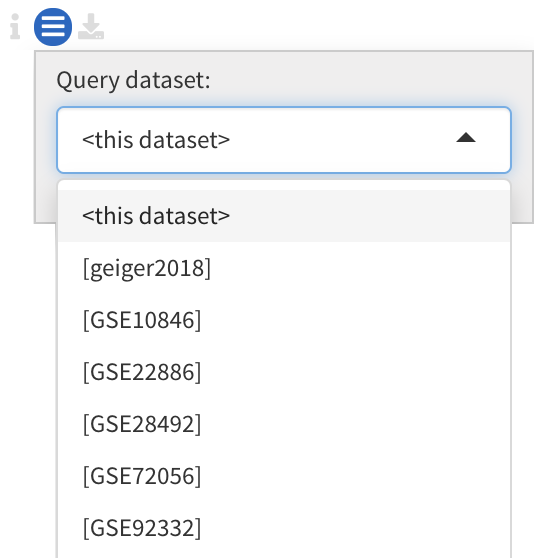 Query dataset:
<this dataset>
<this dataset>
[geiger2018]
[GSE10846]
[GSE22886]
[GSE28492]
[GSE72056]
[GSE92332]